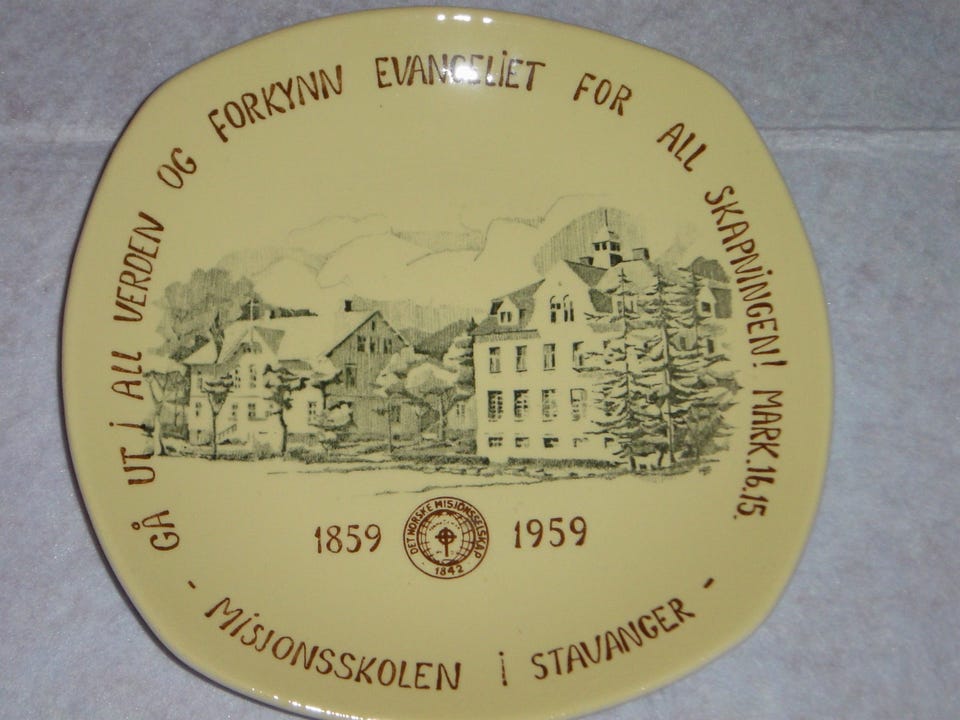 GÅ UT i ALL VERDEN OG FORKYNN EVANGELiET FOR ALL SKAPNiNGEN! MARK.16.15.
1859 1959
DET NORSKE MISJONSSELSKAP
1842
- MiSJONSSKOLEN i STAVANGER -